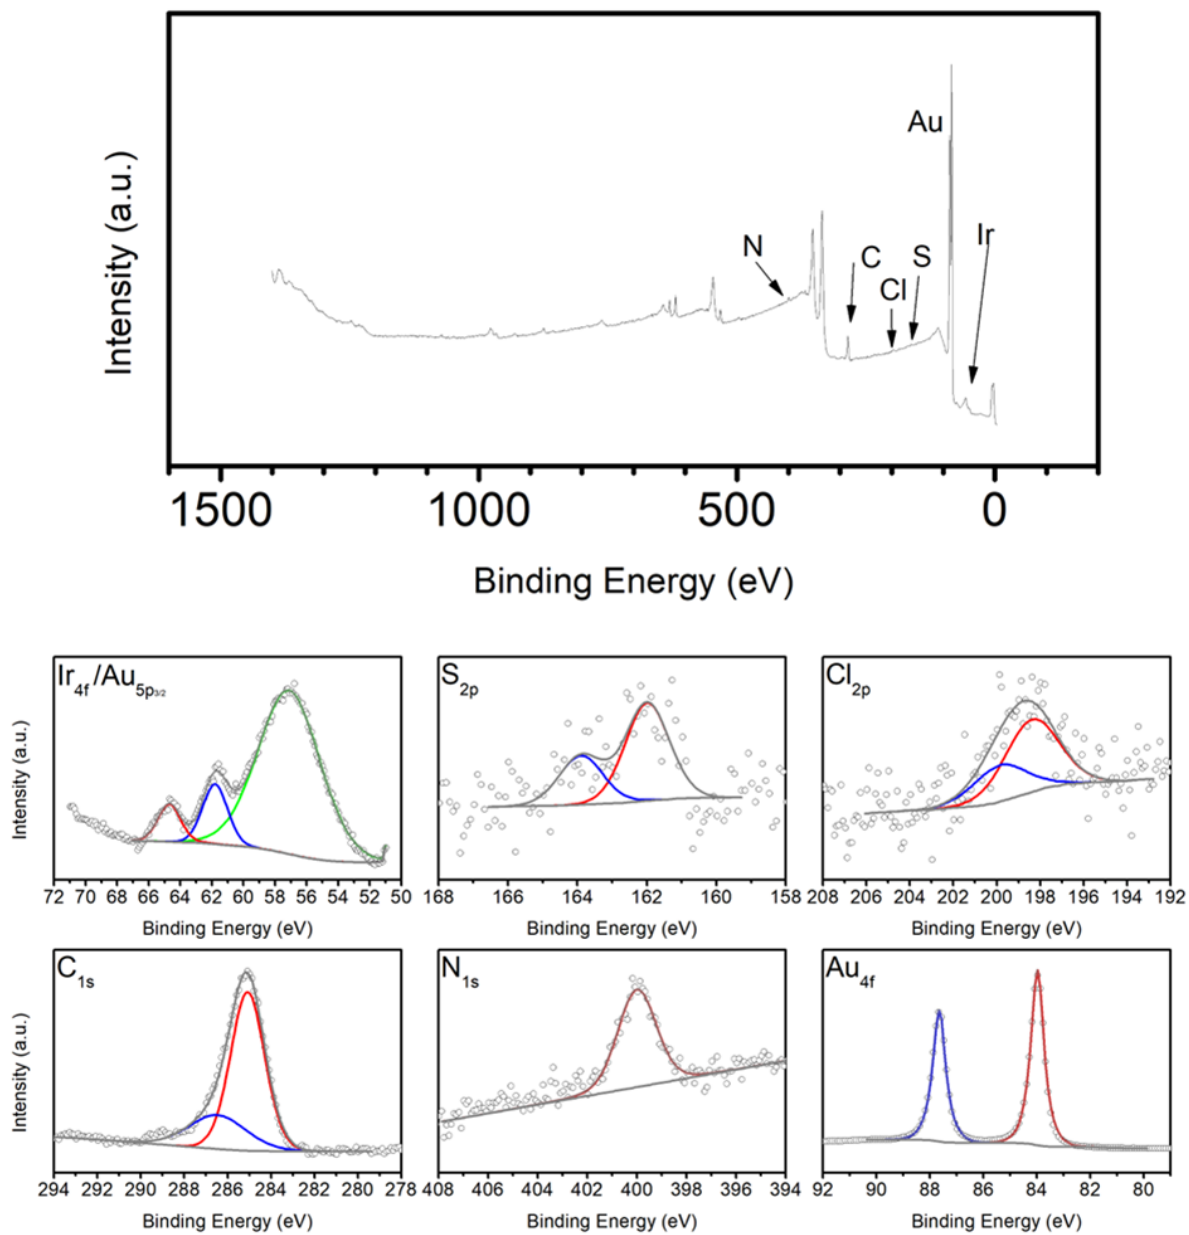 Intensity (a.u.)
Au
N
C
S
Ir
Cl
1500 1000 500 0
Binding Energy (eV)
Ir4f/Au5p3/2
Intensity (a.u.)
72 70 68 66 64 62 60 58 56 54 52 50
Binding Energy (eV)
S2p
168 166 164 162 160 158
Binding Energy (eV)
Cl2p
208 206 204 202 200 198 196 194 192
Binding Energy (eV)
C1s
Intensity (a.u.)
294 292 290 288 286 284 282 280 278
Binding Energy (eV)
N1s
408 406 404 402 400 398 396 394
Binding Energy (eV)
Au4f
92 90 88 86 84 82 80
Binding Energy (eV)